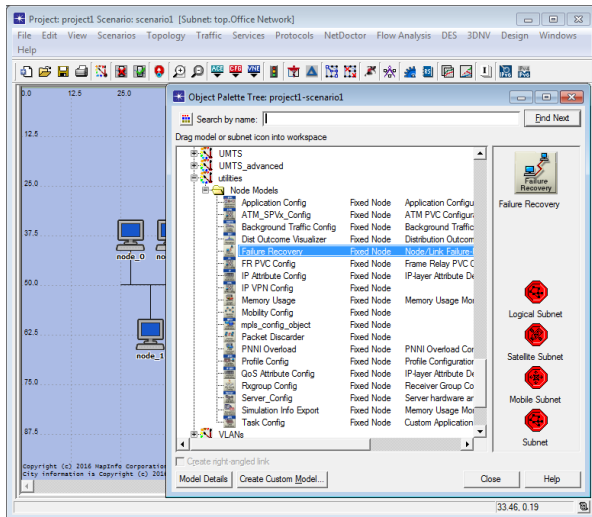 Project: project1 Scenario: scenario1 [Subnet: top.Office Network]
File Edit View Scenarios Topology Traffic Services Protocols NetDoctor Flow Analysis DES 3DNV Design Windows
Help
0.0 12.5 25.0
12.5
25.0
37.5
50.0
62.5
75.0
87.5
node_0 no
node_1
Copyright (c) 2016 MapInfo Corporatio
City information is Copyright (c) 201
Object Palette Tree: project1-scenario1
Search by name: Find Next
Drag model or subnet icon into workspace
UMTS
UMTS_advanced
utilities
Node Models
Application Config Fixed Node Application Configu
ATM_SPVx_Config Fixed Node ATM PVC Configur
Background Traffic Config Fixed Node Background Traffic
Dist Outcome Visualizer Fixed Node Distribution Outcom
Failure Recovery Fixed Node Node/Link Failure-
FR PVC Config Fixed Node Frame Relay PVC C
IP Attribute Config Fixed Node IP-layer Attribute De
IP VPN Config Fixed Node
Memory Usage Fixed Node Memory Usage Mo
Mobility Config Fixed Node
mpls_config_object Fixed Node
Packet Discarder Fixed Node
PNNI Overload Fixed Node PNNI Overload Cor
Profile Config Fixed Node Profile Configuration
QoS Attribute Config Fixed Node IP-layer Attribute De
Rxgroup Config Fixed Node Receiver Group Co
Server_Config Fixed Node Server hardware ar
Simulation Info Export Fixed Node Memory Usage Mo
Task Config Fixed Node Custom Application
VLANs
Failure
Recovery
Failure Recovery
Logical Subnet
Satellite Subnet
Mobile Subnet
Subnet
Create right-angled link
Model Details Create Custom Model... Close Help
33.46, 0.19